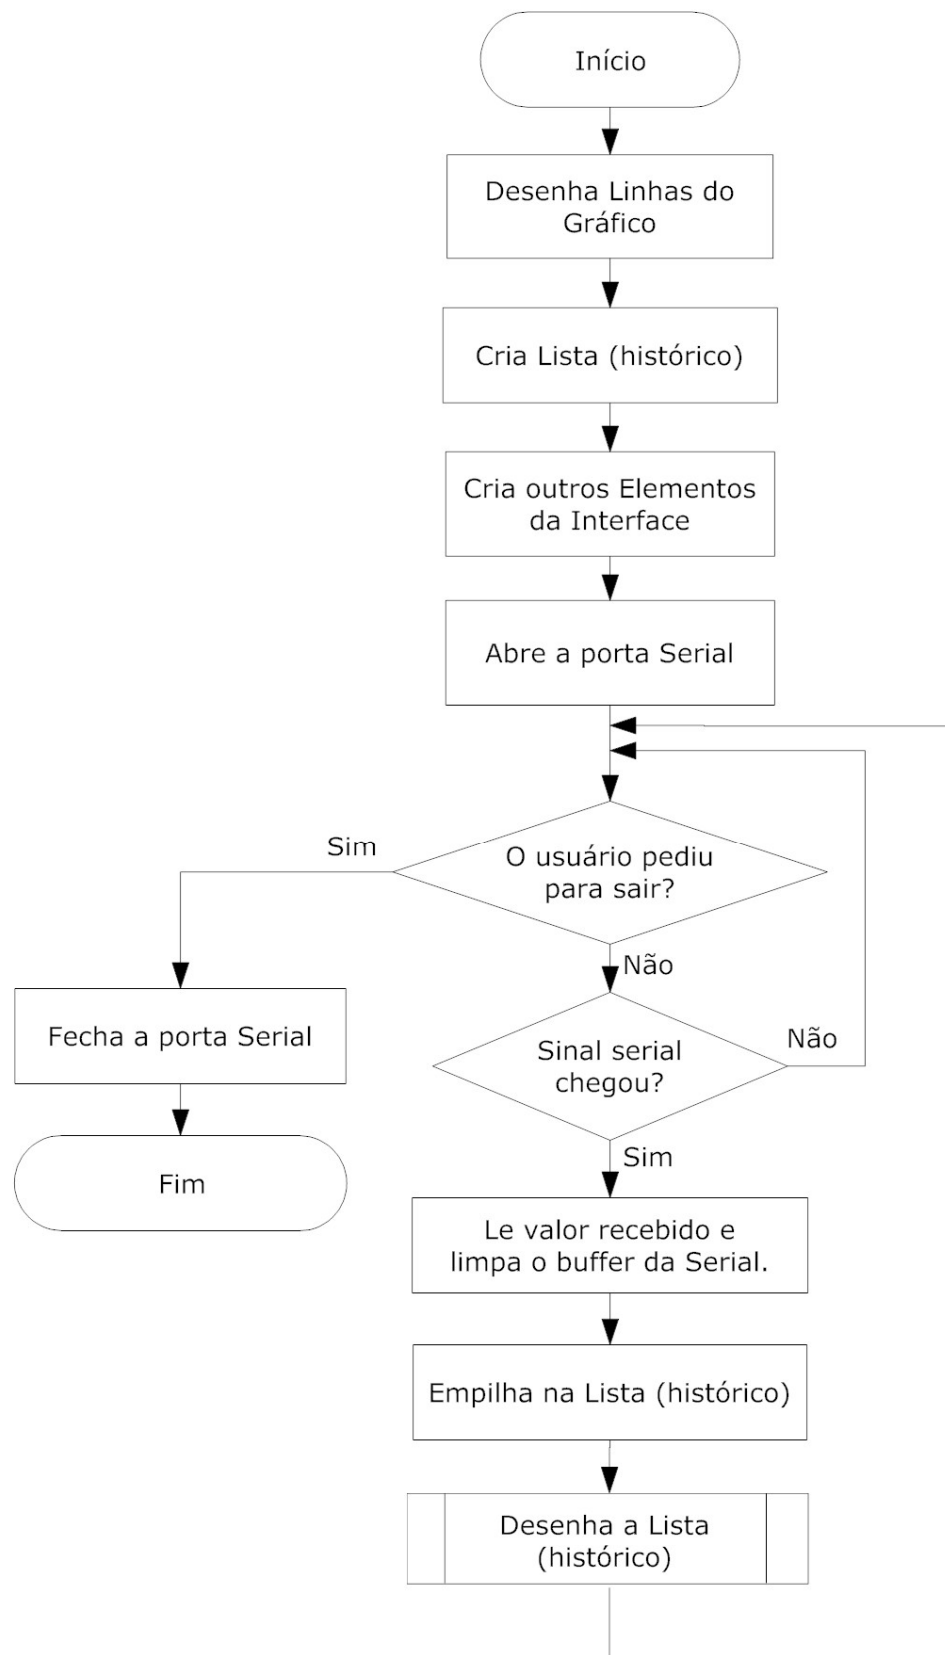 Início
Desenha Linhas do
Gráfico
Cria Lista (histórico)
Cria outros Elementos
da Interface
Abre a porta Serial
Sim
O usuário pediu
para sair?
Não
Fecha a porta Serial
Sinal serial
chegou?
Não
Sim
Fim
Le valor recebido e
limpa o buffer da Serial.
Empilha na Lista (histórico)
Desenha a Lista
(histórico)